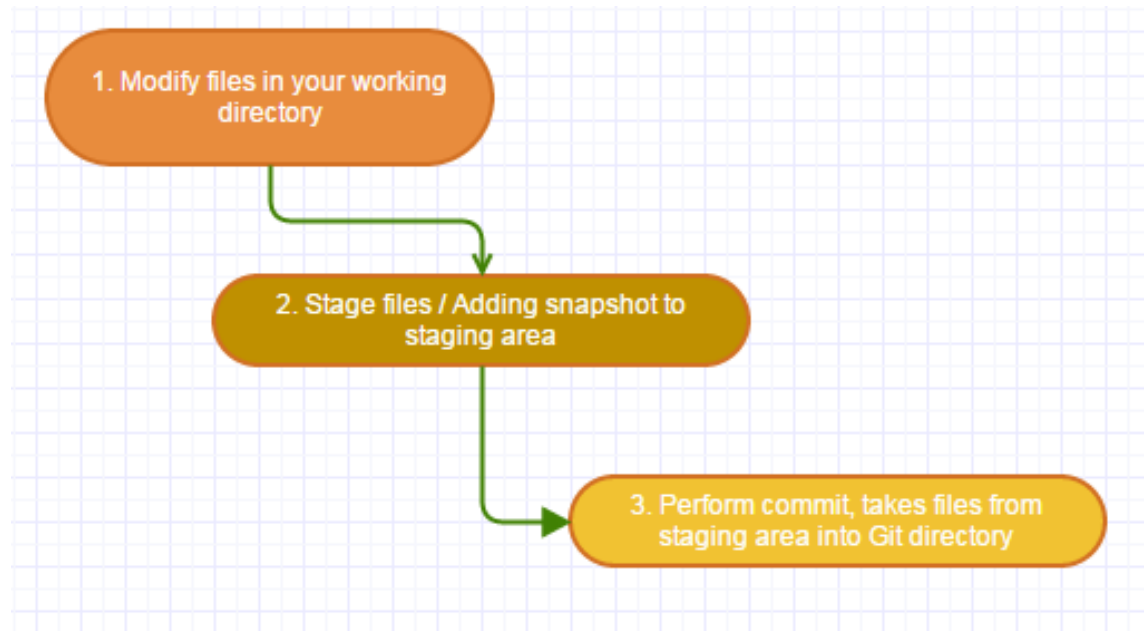 1. Modify files in your working
directory
2. Stage files / Adding snapshot to
staging area
3. Perform commit, takes files from
staging area into Git directory